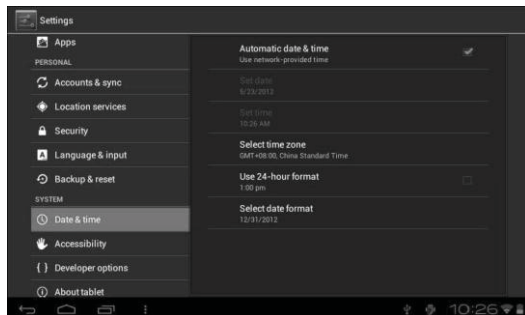 Settings
Apps
PERSONAL
Accounts & sync
Location services
Security
Language & input
Backup & reset
SYSTEM
Date & time
Accessibility
{ } Developer options
About tablet
Automatic date & time
Use network-provided time
Set date
5/23/2012
Set time
10:26 AM
Select time zone
GMT+08:00, China Standard Time
Use 24-hour format
1:00 pm
Select date format
12/31/2012
10:26